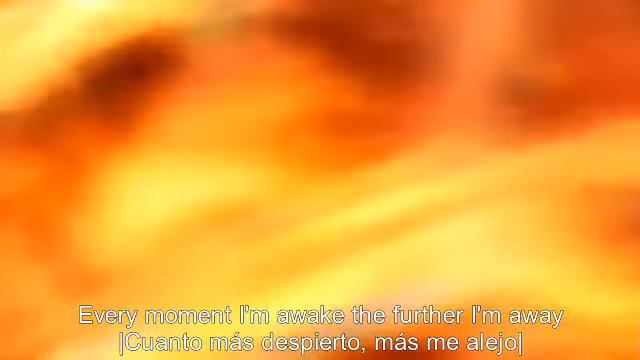 Every moment I'm awake the further I'm away
|Cuanto más despierto, más me alejo|